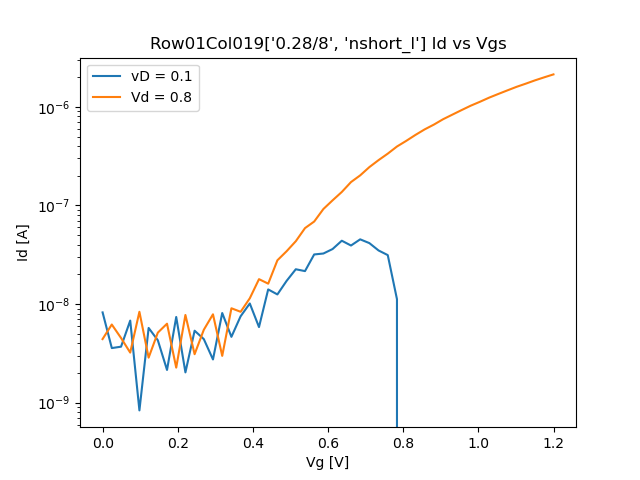 Row01Col019['0.28/8', 'nshort_l'] Id vs Vgs
vD = 0.1
Vd = 0.8
Id [A]
10⁻⁶
10⁻⁷
10⁻⁸
10⁻⁹
0.0 0.2 0.4 0.6 0.8 1.0 1.2
Vg [V]